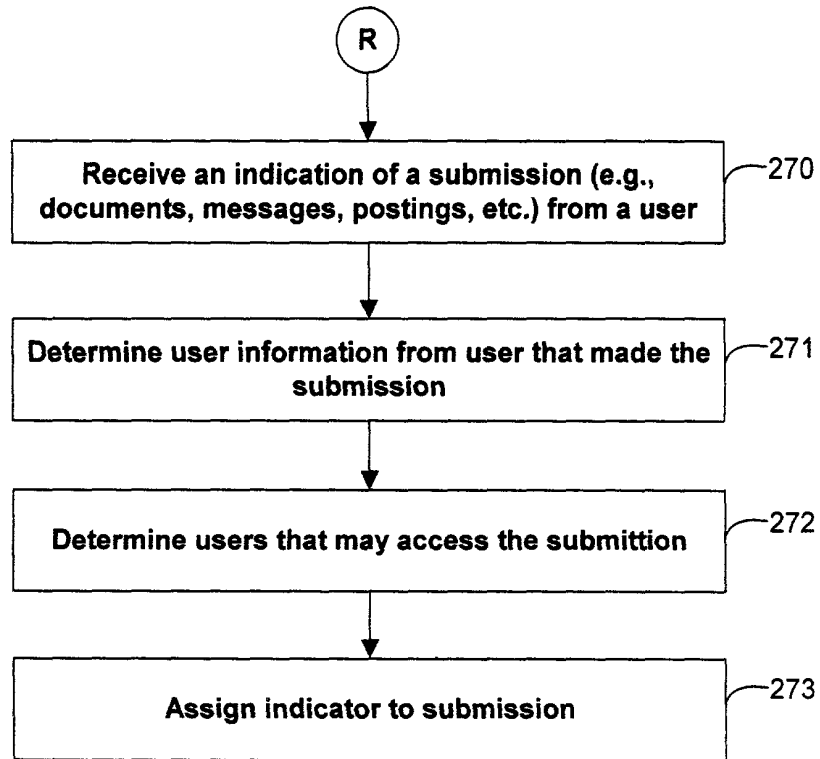 R
Receive an indication of a submission (e.g.,
documents, messages, postings, etc.) from a user
270
Determine user information from user that made the
submission
271
Determine users that may access the submittion
272
Assign indicator to submission
273